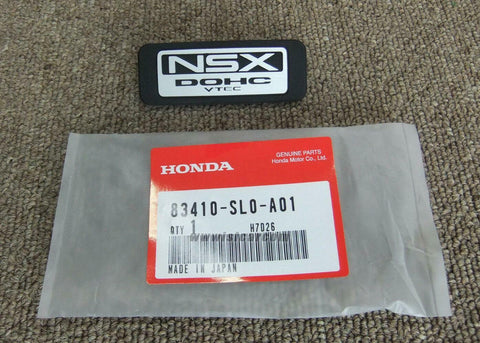 NSX
DOHC
VTEC
HONDA
GENUINE PARTS
Honda Motor Co., Ltd.
83410-SL0-A01
QTY 1 H7026
MADE IN JAPAN